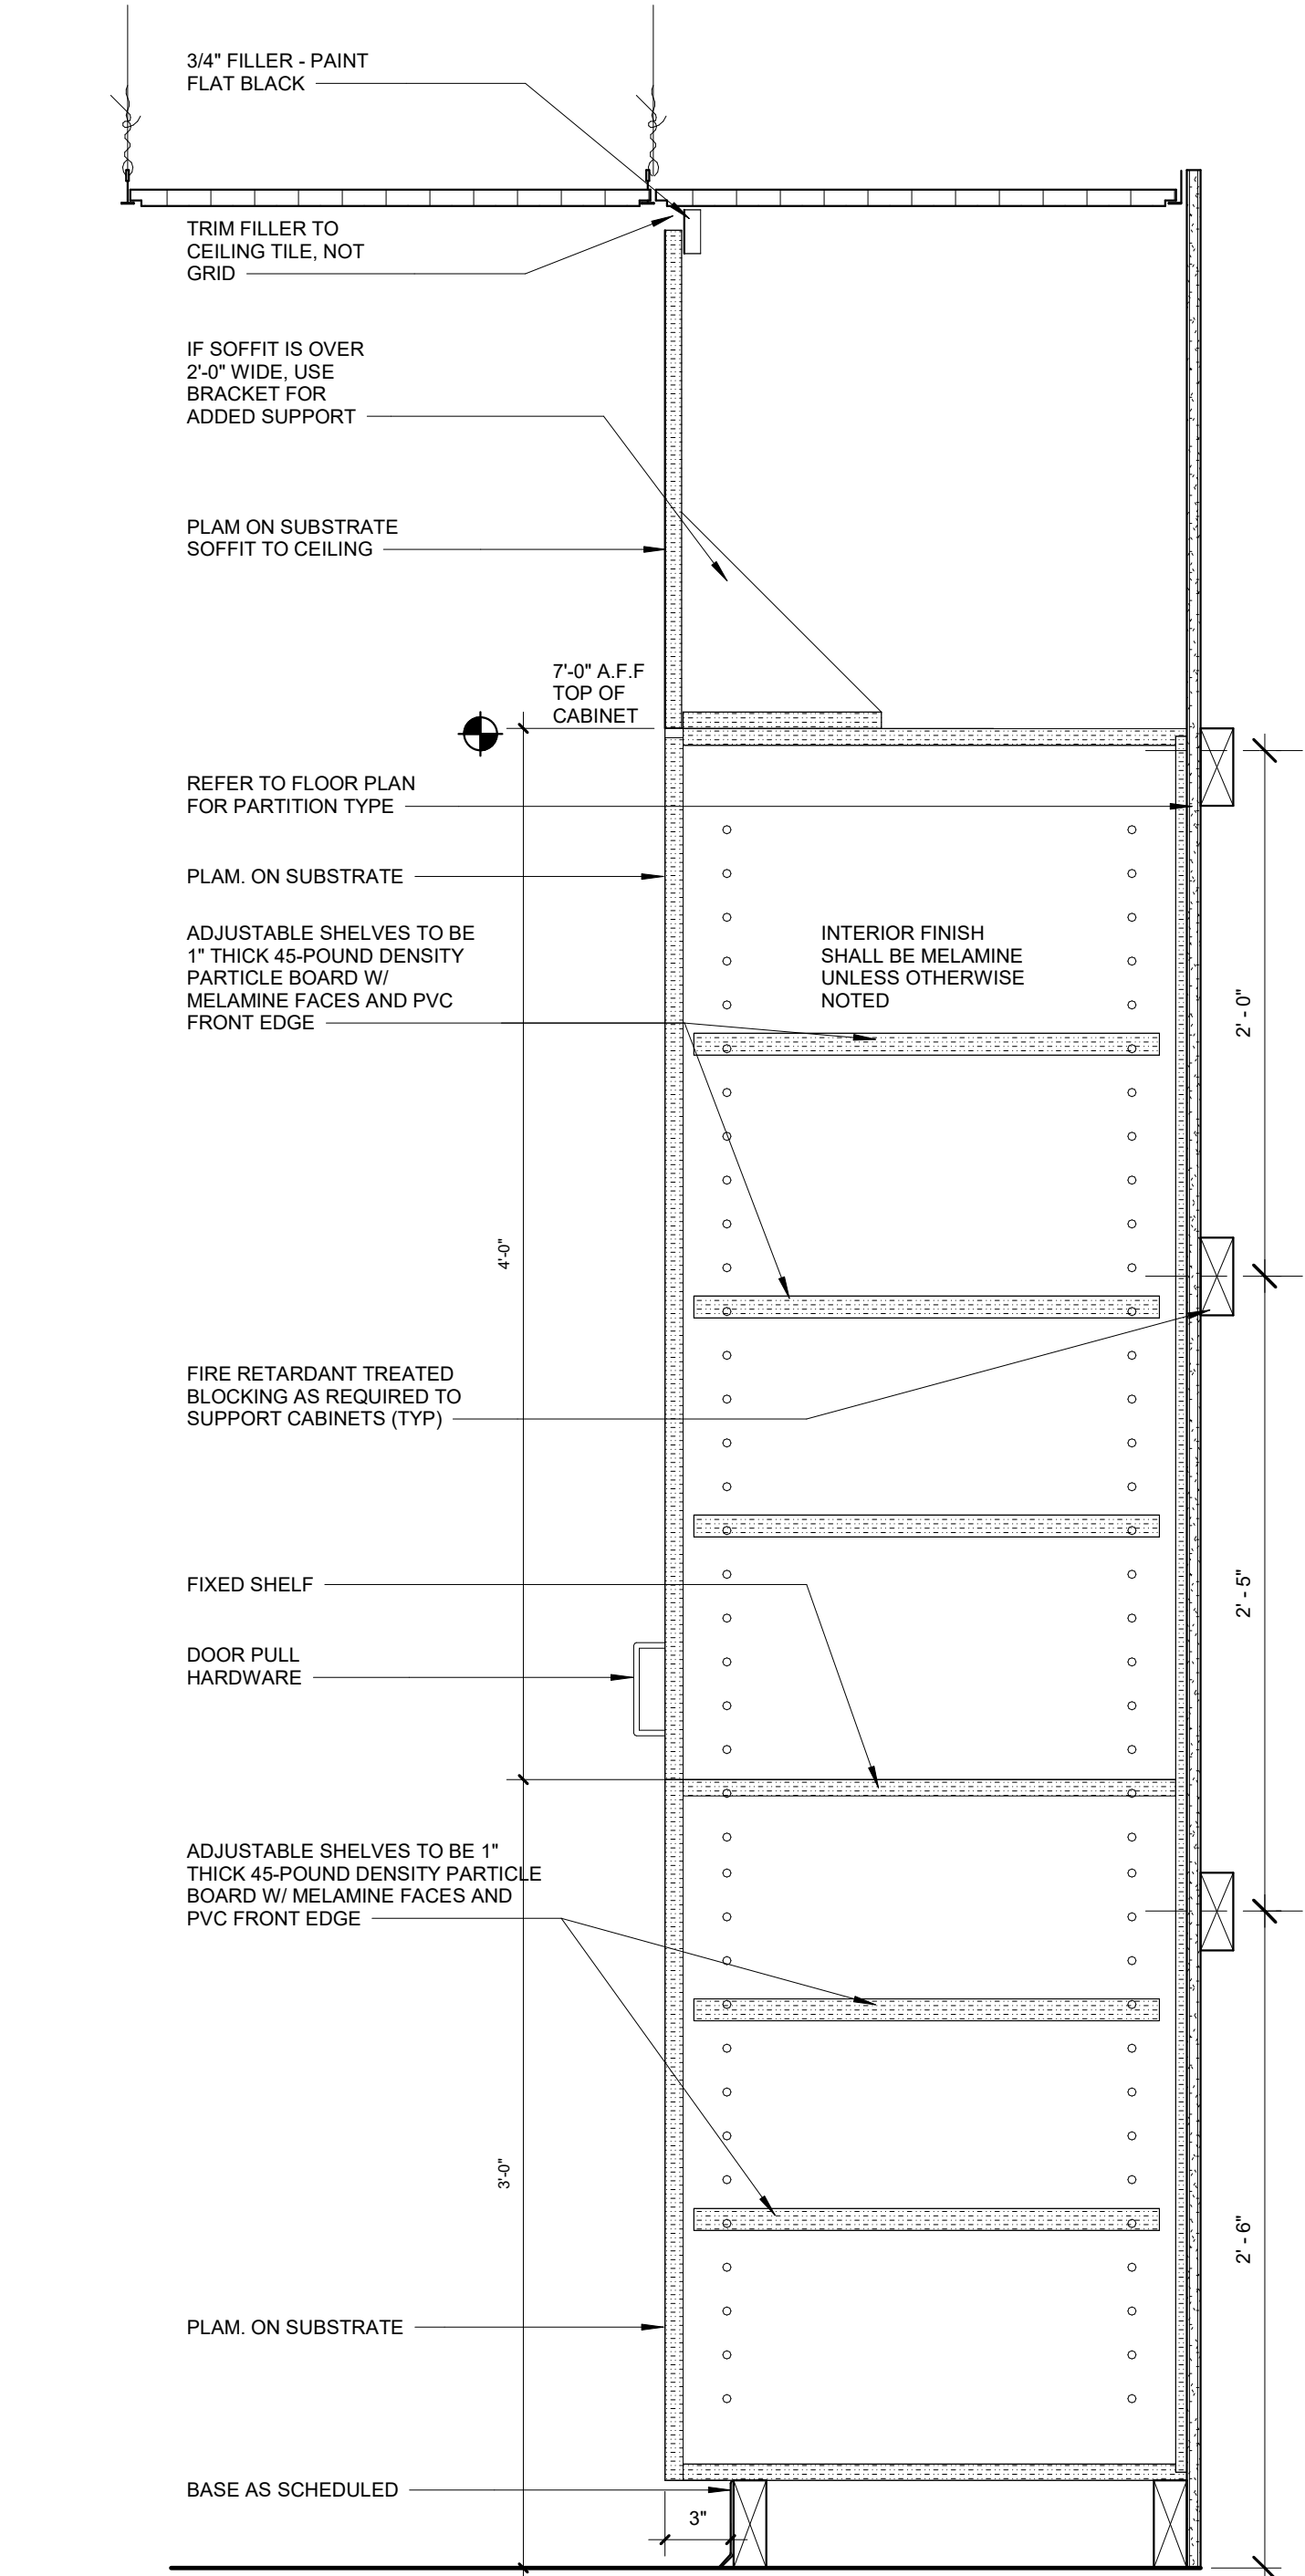 3/4" FILLER - PAINT
FLAT BLACK
TRIM FILLER TO
CEILING TILE, NOT
GRID
IF SOFFIT IS OVER
2'-0" WIDE, USE
BRACKET FOR
ADDED SUPPORT
PLAM ON SUBSTRATE
SOFFIT TO CEILING
7'-0" A.F.F
TOP OF
CABINET
REFER TO FLOOR PLAN
FOR PARTITION TYPE
PLAM. ON SUBSTRATE
ADJUSTABLE SHELVES TO BE
1" THICK 45-POUND DENSITY
PARTICLE BOARD W/
MELAMINE FACES AND PVC
FRONT EDGE
INTERIOR FINISH
SHALL BE MELAMINE
UNLESS OTHERWISE
NOTED
2' - 0"
4'-0"
FIRE RETARDANT TREATED
BLOCKING AS REQUIRED TO
SUPPORT CABINETS (TYP)
FIXED SHELF
2' - 5"
DOOR PULL
HARDWARE
ADJUSTABLE SHELVES TO BE 1"
THICK 45-POUND DENSITY PARTICLE
BOARD W/ MELAMINE FACES AND
PVC FRONT EDGE
3'-0"
2' - 6"
PLAM. ON SUBSTRATE
BASE AS SCHEDULED
3"